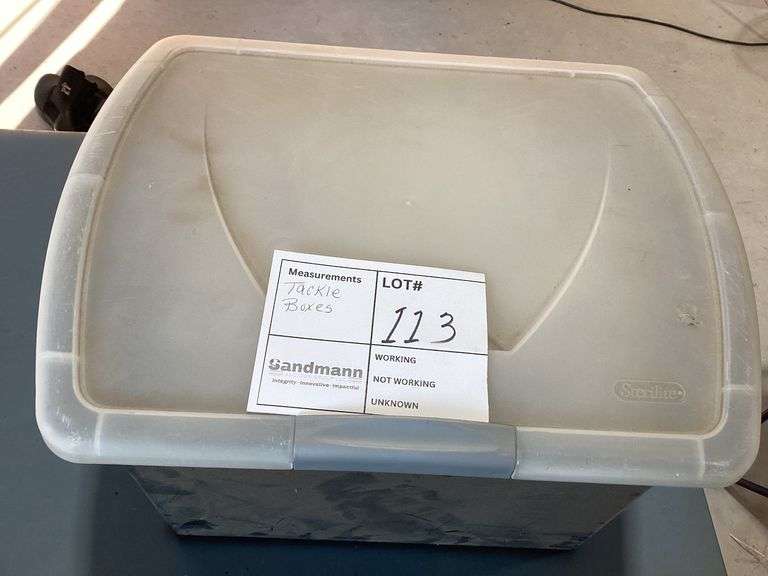 Measurements
Tackle
Boxes
LOT#
113
Sandmann
Integrity - Innovative - Impactful
WORKING
NOT WORKING
UNKNOWN
Sterilite